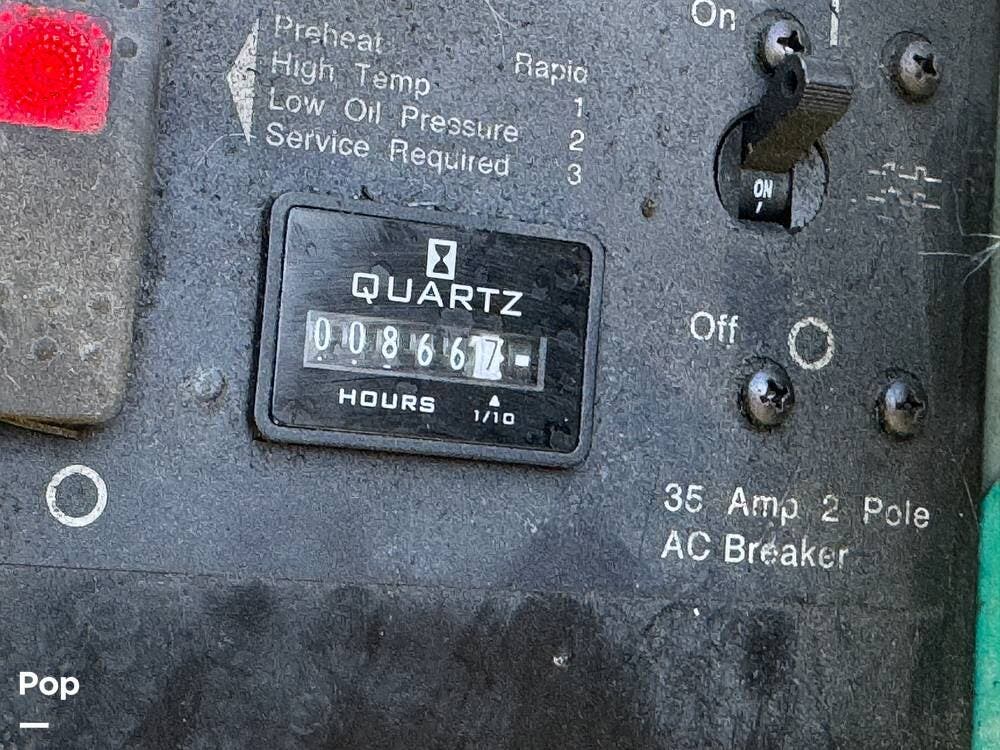 On
Preheat
High Temp Rapid
Low Oil Pressure 1
Service Required 2
3
ON
QUARTZ
008667
HOURS 1/10
Off
35 Amp 2 Pole
AC Breaker
Pop